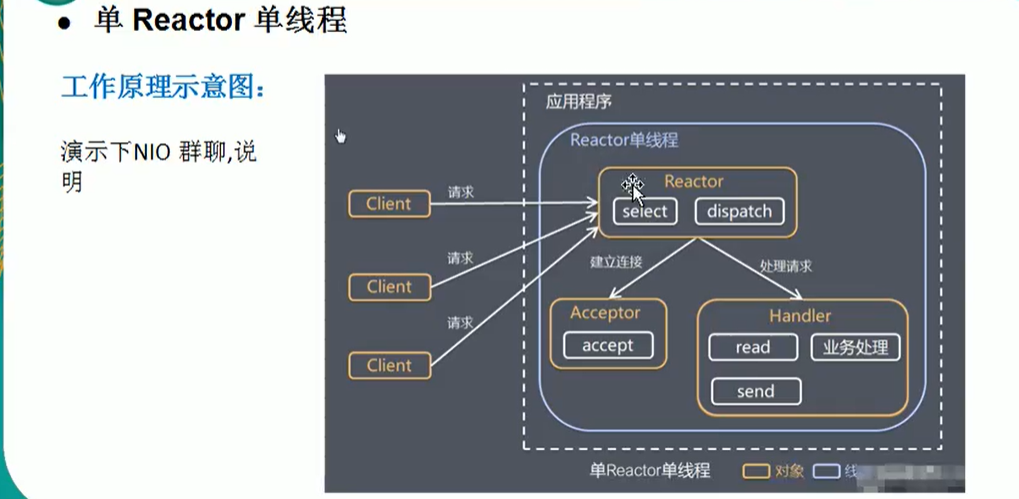 ● 单 Reactor 单线程
工作原理示意图：
演示下NIO 群聊,说
明
应用程序
Reactor单线程
Reactor
select
dispatch
Client
请求
Client
请求
Client
请求
建立连接
处理请求
Acceptor
accept
Handler
read
业务处理
send
单Reactor单线程
对象